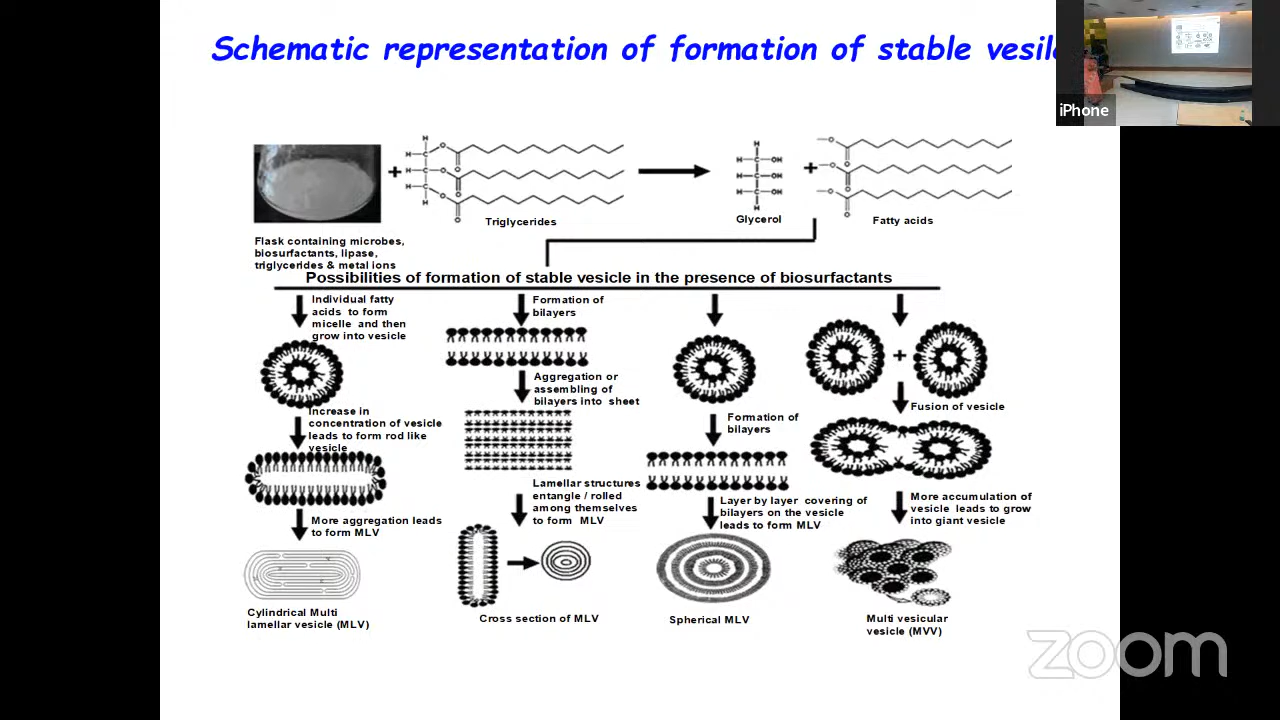 Schematic representation of formation of stable vesil
iPhone
Triglycerides
Glycerol
Fatty acids
Flask containing microbes,
biosurfactants, lipase,
triglycerides & metal ions
Possibilities of formation of stable vesicle in the presence of biosurfactants
Individual fatty
acids to form
micelle and then
grow into vesicle
Increase in
concentration of vesicle
leads to form rod like
vesicle
More aggregation leads
to form MLV
Cylindrical Multi
lamellar vesicle (MLV)
Formation of
bilayers
Aggregation or
assembling of
bilayers into sheet
Lamellar structures
entangle / rolled
among themselves
to form MLV
Cross section of MLV
Formation of
bilayers
Layer by layer covering of
bilayers on the vesicle
leads to form MLV
Spherical MLV
Fusion of vesicle
More accumulation of
vesicle leads to grow
into giant vesicle
Multi vesicular
vesicle (MVV)
zoom